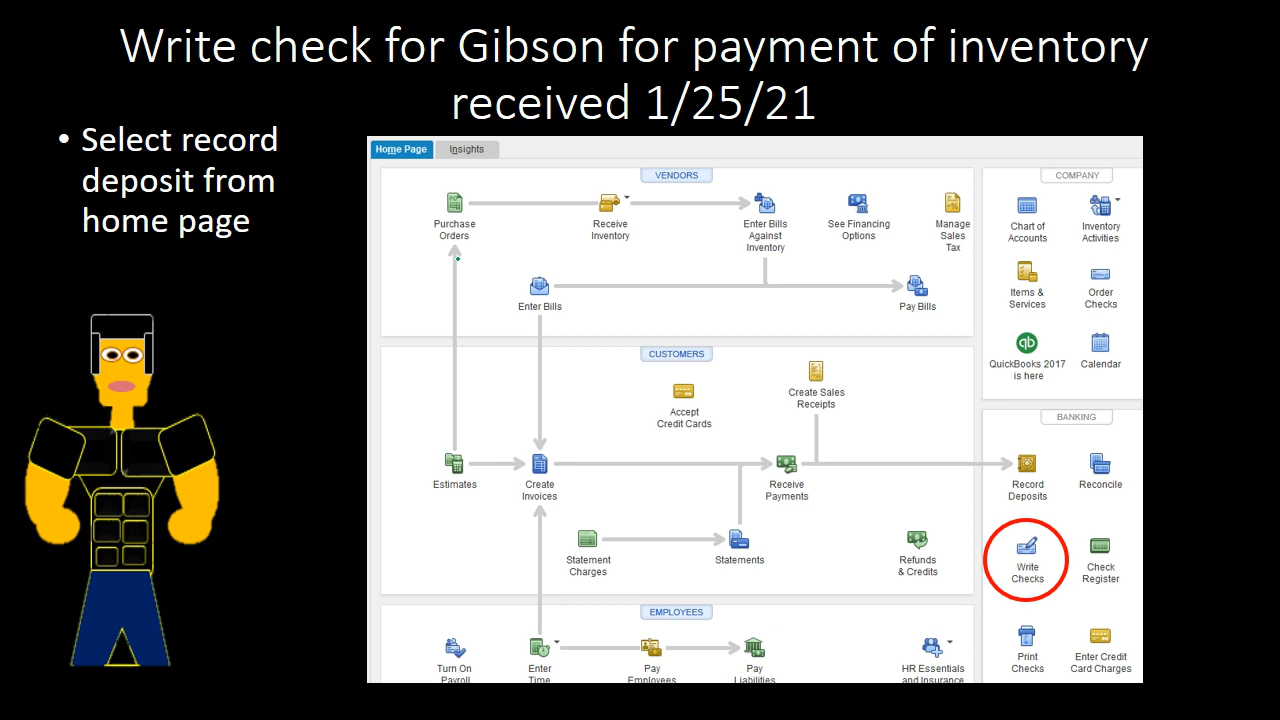 Write check for Gibson for payment of inventory
received 1/25/21
• Select record
deposit from
home page
Home Page
Insights
VENDORS
Purchase
Orders
Receive
Inventory
Enter Bills
Against
Inventory
See Financing
Options
Manage
Sales
Tax
Enter Bills
Pay Bills
CUSTOMERS
Accept
Credit Cards
Create Sales
Receipts
Estimates
Create
Invoices
Receive
Payments
Statement
Charges
Statements
Refunds
& Credits
EMPLOYEES
Turn On
Payroll
Enter
Time
Pay
Employees
Pay
Liabilities
HR Essentials
and Insurance
COMPANY
Chart of
Accounts
Inventory
Activities
Items &
Services
Order
Checks
qb
QuickBooks 2017
is here
Calendar
BANKING
Record
Deposits
Reconcile
Write
Checks
Check
Register
Print
Checks
Enter Credit
Card Charges